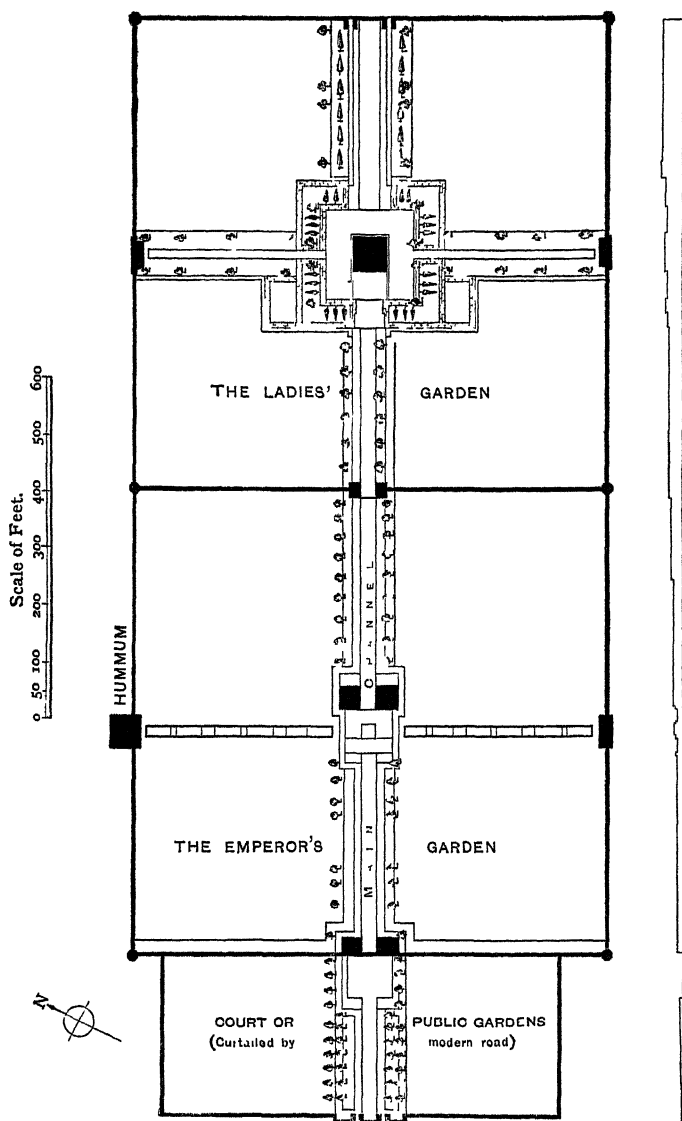 THE LADIES' GARDEN
600
500
400
300
200
100
50
0
Scale of Feet.
HUMMUM
MAIN CHANNEL
THE EMPEROR'S GARDEN
N
COURT OR PUBLIC GARDENS
(Curtailed by modern road)